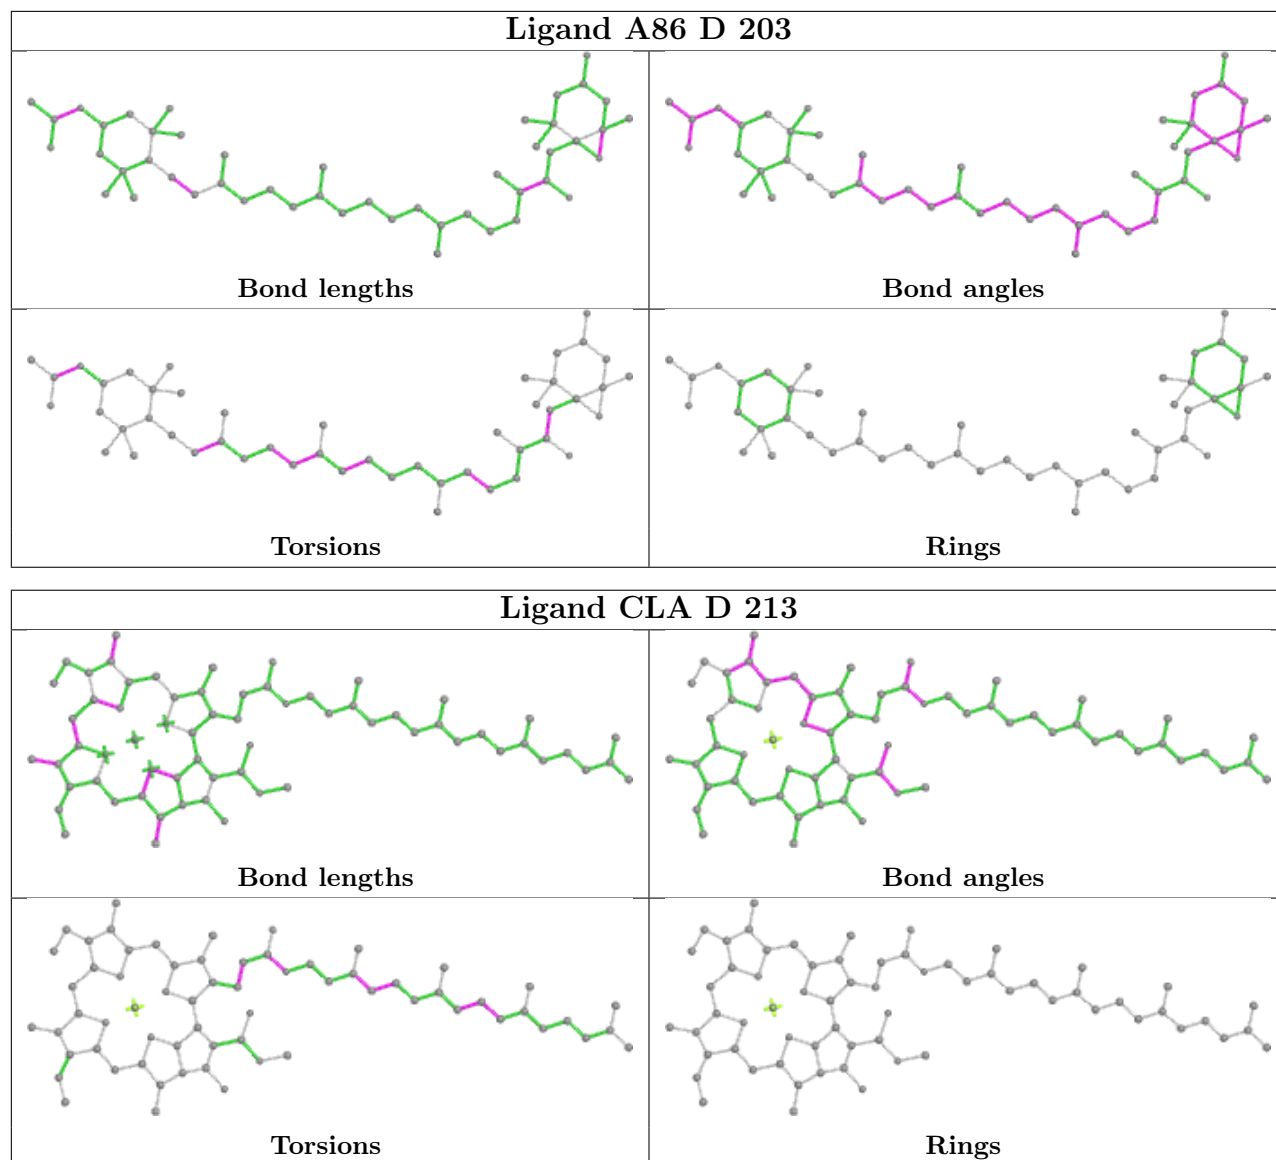 Ligand A86 D 203
Bond lengths
Bond angles
Torsions
Rings
Ligand CLA D 213
Bond lengths
Bond angles
Torsions
Rings